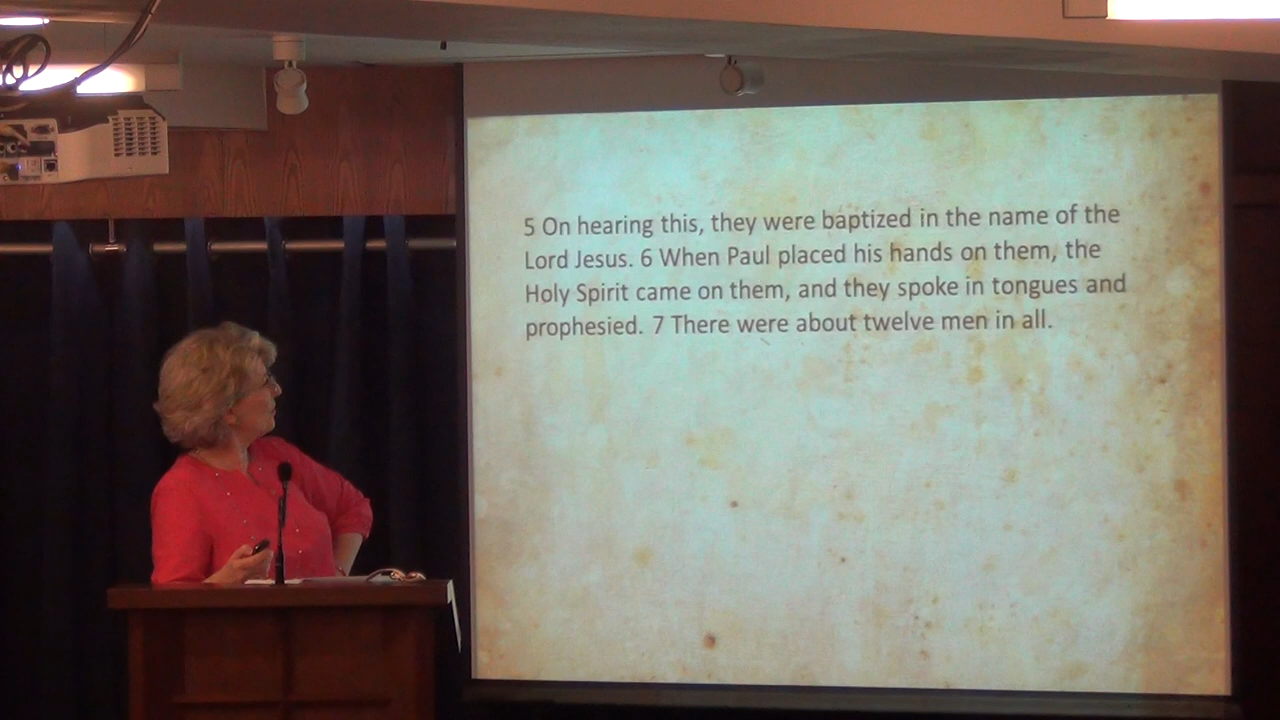 5 On hearing this, they were baptized in the name of the
Lord Jesus. 6 When Paul placed his hands on them, the
Holy Spirit came on them, and they spoke in tongues and
prophesied. 7 There were about twelve men in all.